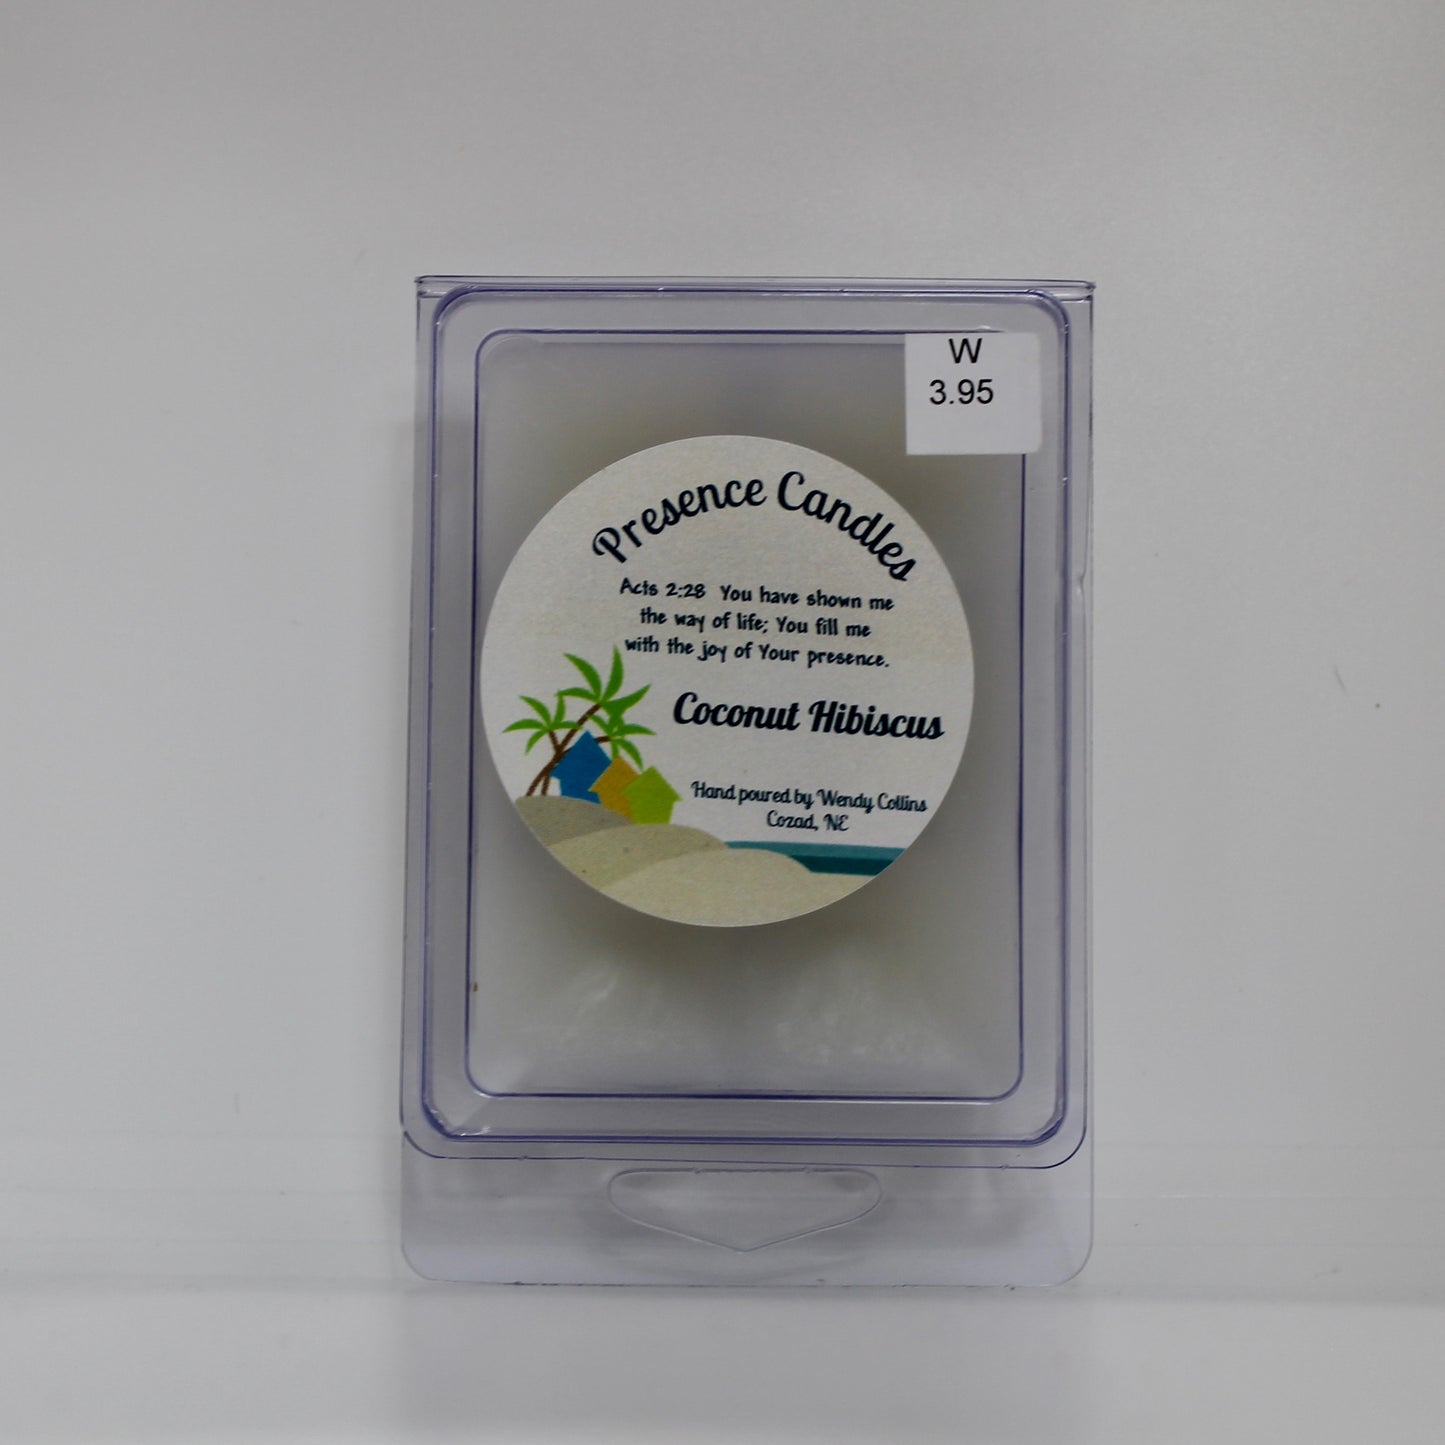 W
3.95
Presence Candles
Acts 2:28 You have shown me
the way of life; You fill me
with the joy of Your presence.
Coconut Hibiscus
Hand poured by Wendy Collins
Cozad, NE